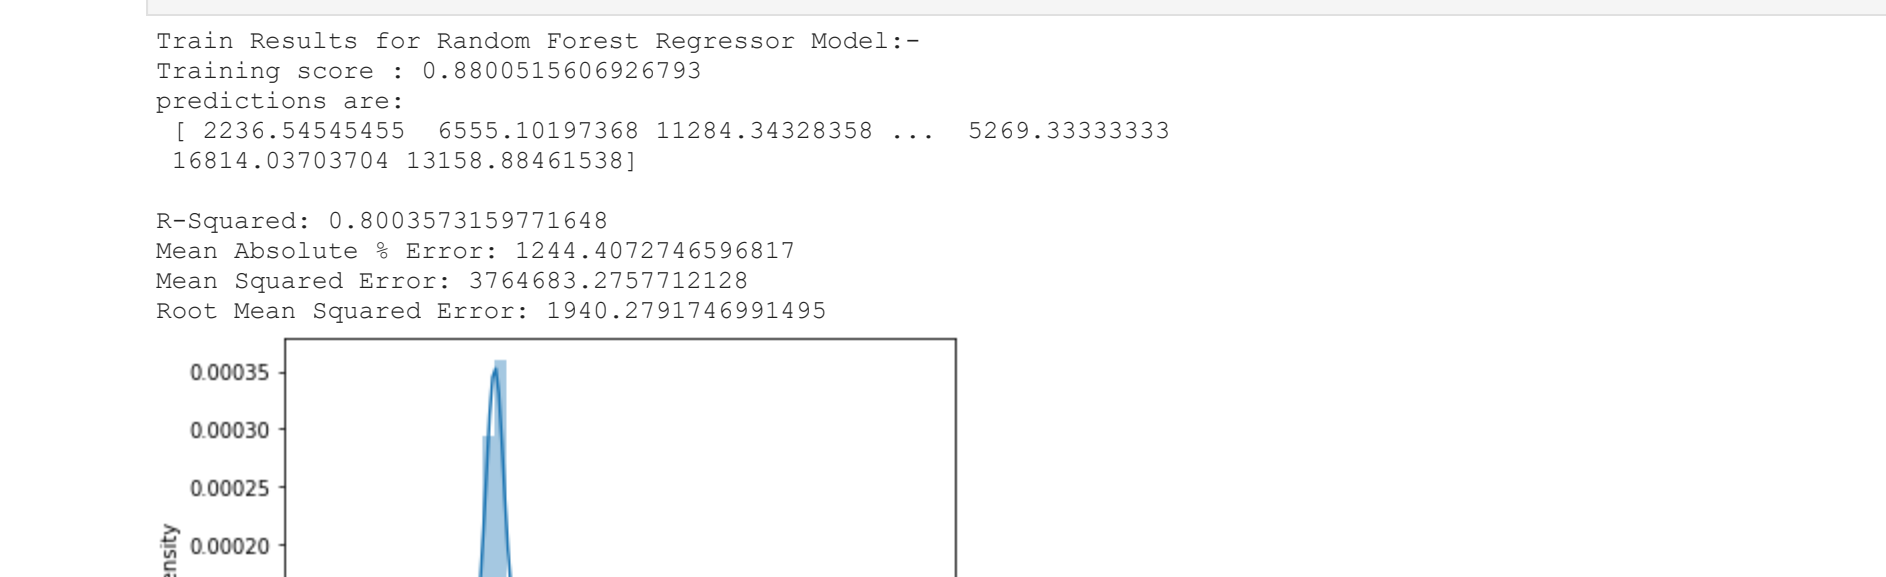 Train Results for Random Forest Regressor Model:-
Training score : 0.8800515606926793
predictions are:
[ 2236.54545455 6555.10197368 11284.34328358 ... 5269.33333333
16814.03703704 13158.88461538]
R-Squared: 0.8003573159771648
Mean Absolute % Error: 1244.4072746596817
Mean Squared Error: 3764683.2757712128
Root Mean Squared Error: 1940.2791746991495
0.00035
0.00030
0.00025
0.00020
ensity